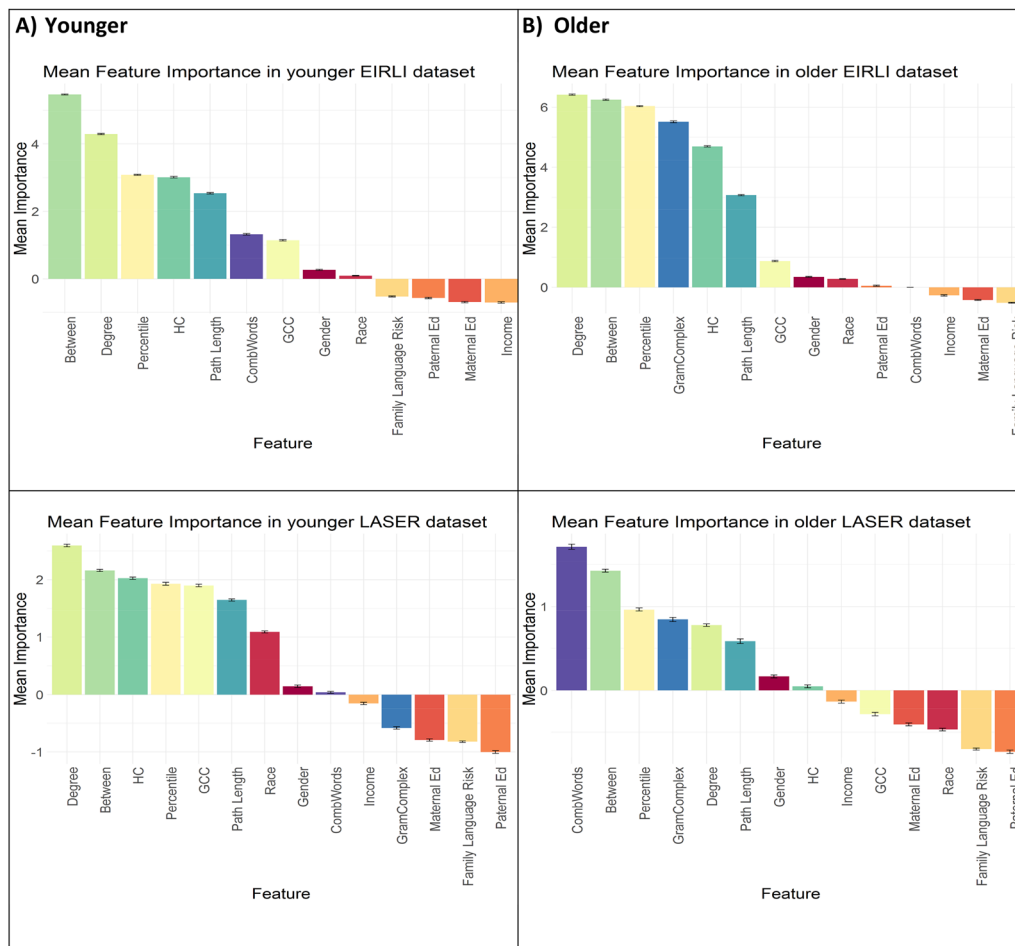 A) Younger
Mean Feature Importance in younger EIRLI dataset
Mean Importance
4
2
0
Between
Degree
Percentile
HC
Path Length
CombWords
GCC
Gender
Race
Family Language Risk
Paternal Ed
Maternal Ed
Income
Feature
B) Older
Mean Feature Importance in older EIRLI dataset
Mean Importance
6
4
2
0
Degree
Between
Percentile
GramComplex
HC
Path Length
GCC
Gender
Race
Paternal Ed
CombWords
Income
Maternal Ed
Family Language Risk
Feature
Mean Feature Importance in younger LASER dataset
Mean Importance
2
1
0
-1
Degree
Between
HC
Percentile
GCC
Path Length
Race
Gender
CombWords
Income
GramComplex
Maternal Ed
Family Language Risk
Paternal Ed
Feature
Mean Feature Importance in older LASER dataset
Mean Importance
1
0
CombWords
Between
Percentile
GramComplex
Degree
Path Length
Gender
HC
Income
GCC
Maternal Ed
Race
Family Language Risk
Paternal Ed
Feature